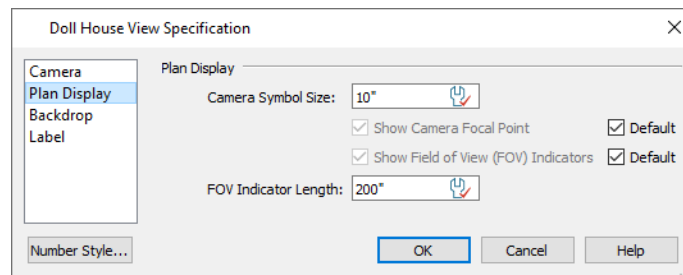 Doll House View Specification
Camera
Plan Display
Backdrop
Label
Plan Display
Camera Symbol Size: 10"
Show Camera Focal Point Default
Show Field of View (FOV) Indicators Default
FOV Indicator Length: 200"
Number Style... OK Cancel Help